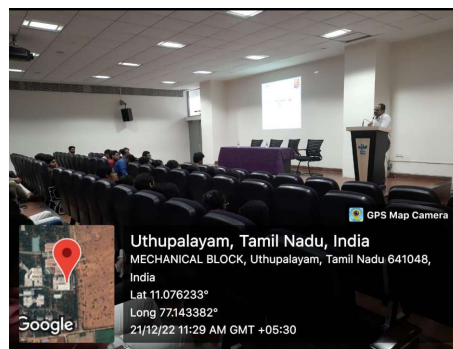 GPS Map Camera
Uthupalayam, Tamil Nadu, India
MECHANICAL BLOCK, Uthupalayam, Tamil Nadu 641048,
India
Lat 11.076233°
Long 77.143382°
21/12/22 11:29 AM GMT +05:30
Google